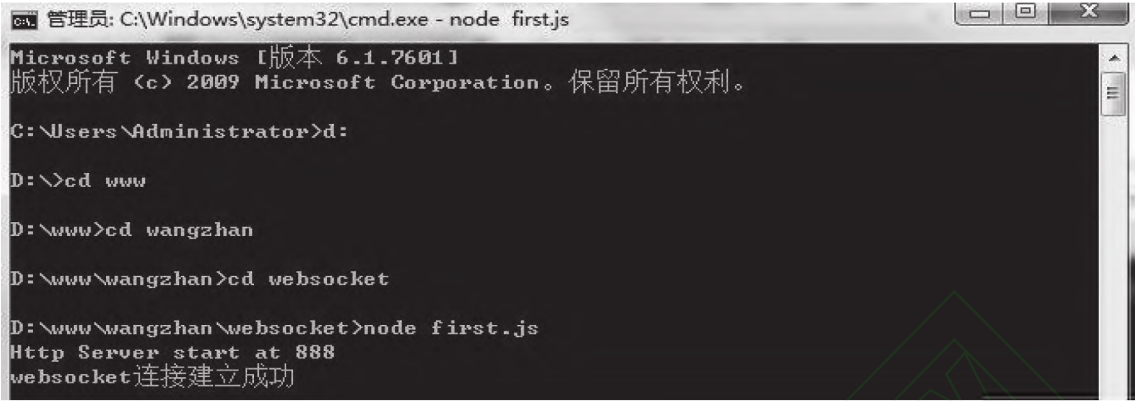 管理员: C:\Windows\system32\cmd.exe - node  first.js
Microsoft Windows [版本 6.1.7601]
版权所有 (c) 2009 Microsoft Corporation。保留所有权利。
C:\Users\Administrator>d:
D:\>cd www
D:\www>cd wangzhan
D:\www\wangzhan>cd websocket
D:\www\wangzhan\websocket>node first.js
Http Server start at 888
websocket连接建立成功